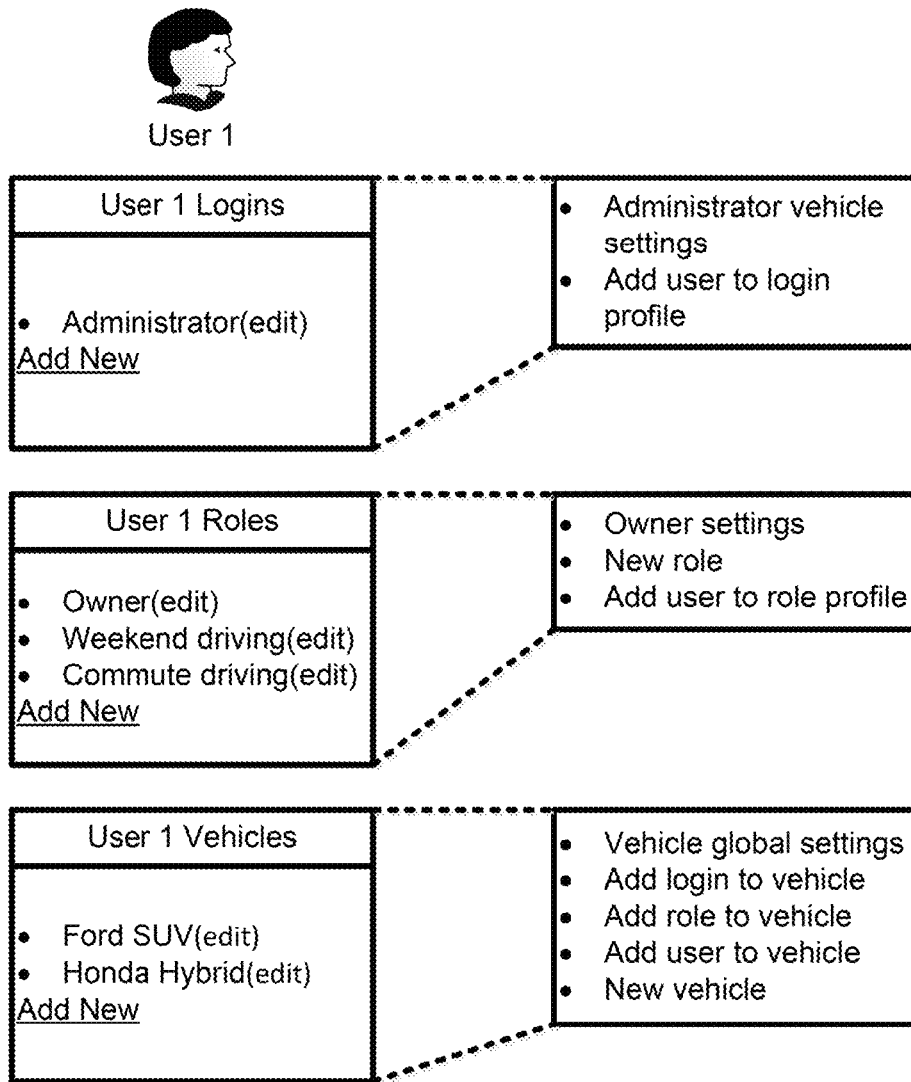 User 1
User 1 Logins
Administrator(edit)
Add New
Administrator vehicle
settings
Add user to login
profile
User 1 Roles
Owner(edit)
Weekend driving(edit)
Commute driving(edit)
Add New
Owner settings
New role
Add user to role profile
User 1 Vehicles
Ford SUV(edit)
Honda Hybrid(edit)
Add New
Vehicle global settings
Add login to vehicle
Add role to vehicle
Add user to vehicle
New vehicle